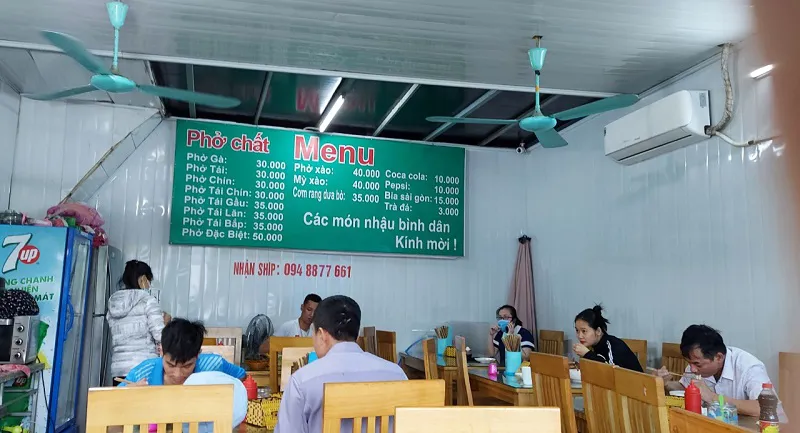 Phở chất
Phở Gà: 30.000
Phở Tái: 30.000
Phở Chín: 30.000
Phở Tái Chín: 30.000
Phở Tái Gầu: 35.000
Phở Tái Lăn: 35.000
Phở Tái Bắp: 35.000
Phở Đặc Biệt: 50.000
Menu
Phở xào: 40.000
Mỳ xào: 40.000
Cơm rang dưa bò: 35.000
Coca cola: 10.000
Pepsi: 10.000
Bia sài gòn: 15.000
Trà đá: 3.000
Các món nhậu bình dân
Kính mời !
NHẬN SHIP: 094 8877 661
7up
CHANH
MÁT